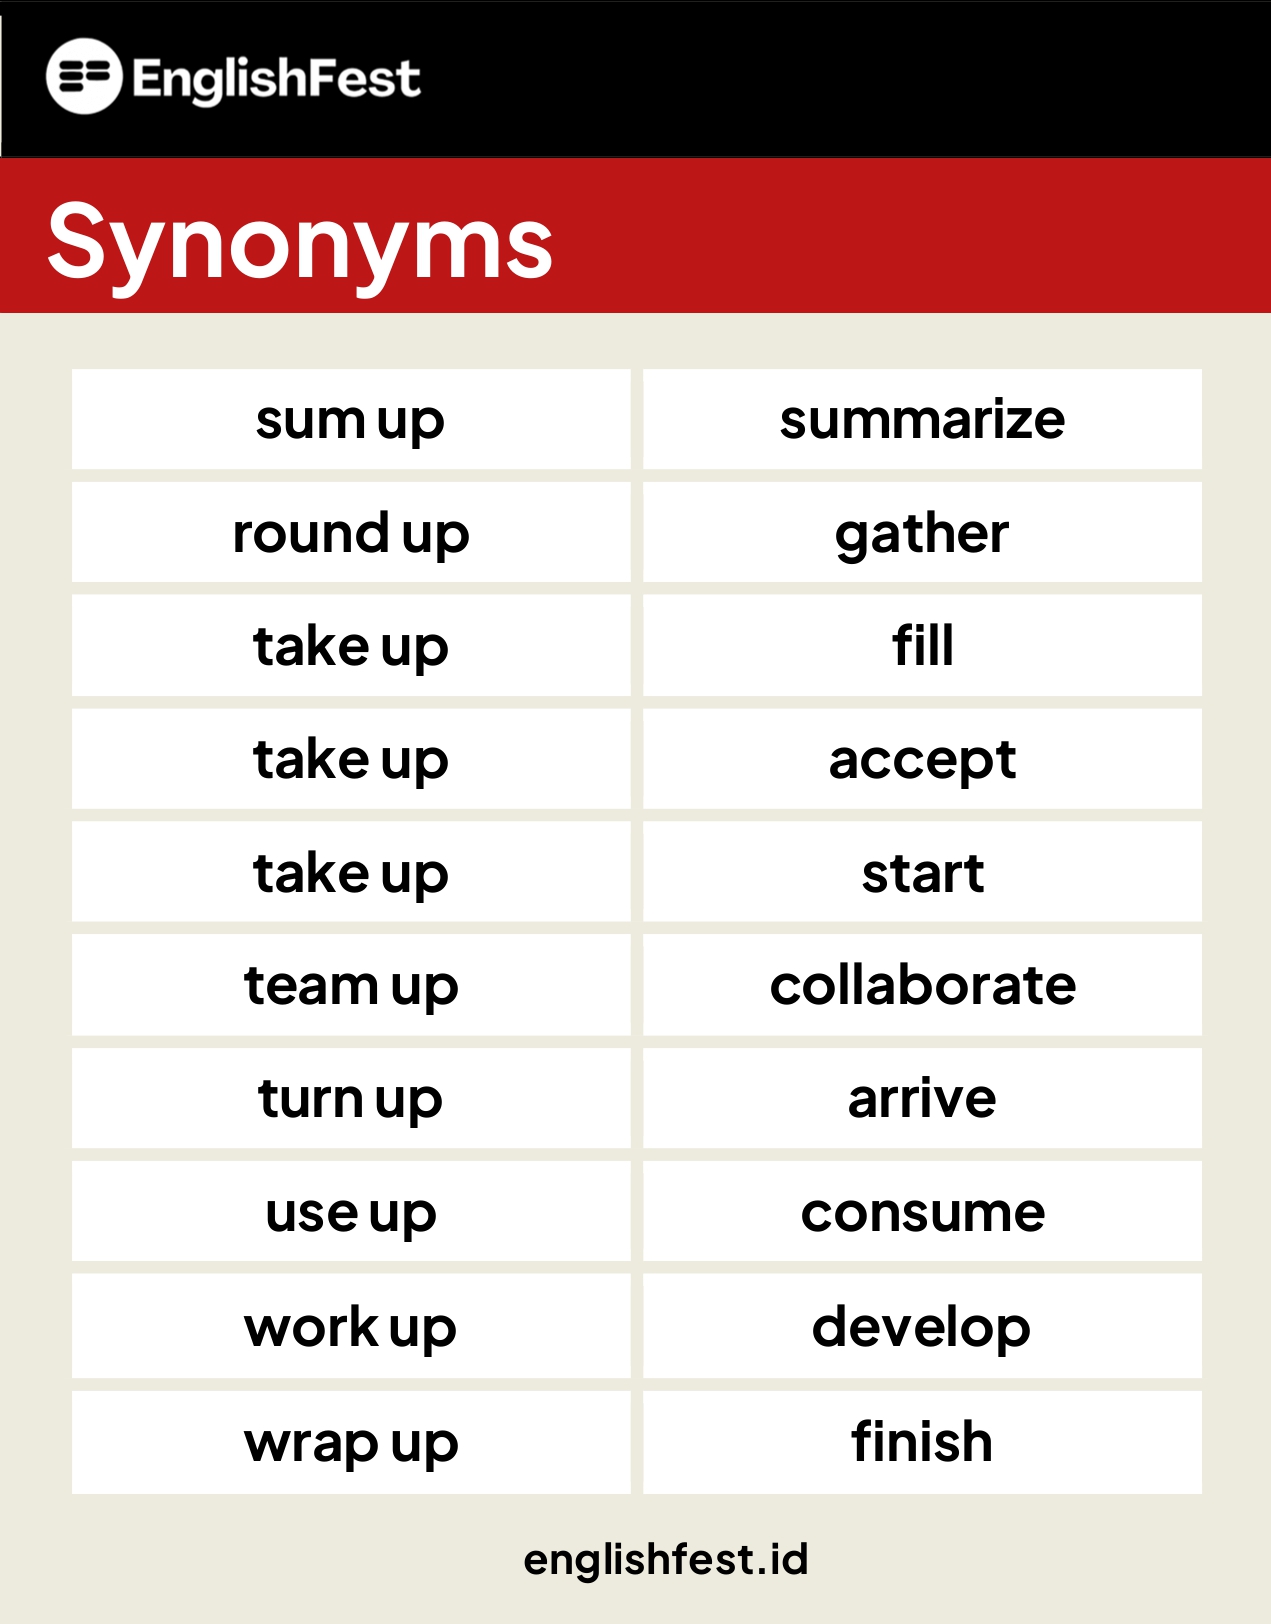 EnglishFest
Synonyms
sum up summarize
round up gather
take up fill
take up accept
take up start
team up collaborate
turn up arrive
use up consume
work up develop
wrap up finish
englishfest.id